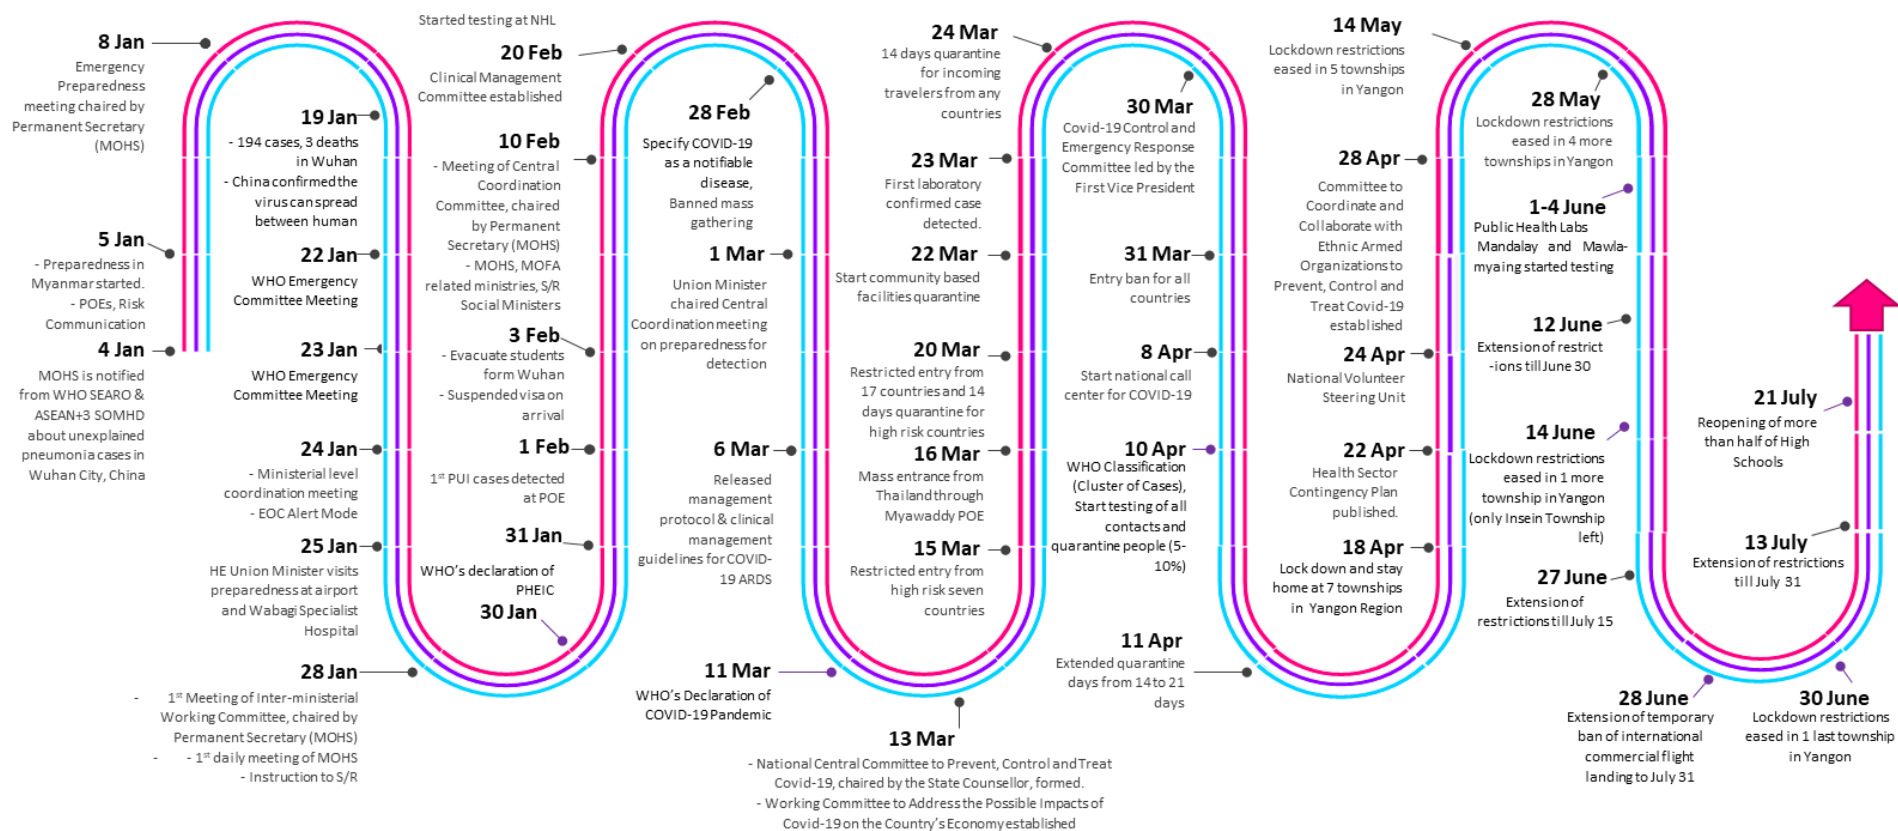 8 Jan
Emergency
Preparedness
meeting chaired by
Permanent Secretary
(MOHS)
5 Jan
- Preparedness in
Myanmar started.
- POEs, Risk
Communication
4 Jan
MOHS is notified
from WHO SEARO &
ASEAN+3 SOMHD
about unexplained
pneumonia cases in
Wuhan City, China
19 Jan
- 194 cases, 3 deaths
in Wuhan
- China confirmed the
virus can spread
between human
22 Jan
WHO Emergency
Committee Meeting
23 Jan
WHO Emergency
Committee Meeting
24 Jan
- Ministerial level
coordination meeting
- EOC Alert Mode
25 Jan
HE Union Minister visits
preparedness at airport
and Wabagi Specialist
Hospital
28 Jan
- 1st Meeting of Inter-ministerial
Working Committee, chaired by
Permanent Secretary (MOHS)
- - 1st daily meeting of MOHS
- Instruction to S/R
Started testing at NHL
20 Feb
Clinical Management
Committee established
10 Feb
- Meeting of Central
Coordination
Committee, chaired
by Permanent
Secretary (MOHS)
- MOHS, MOFA
related ministries, S/R
Social Ministers
3 Feb
- Evacuate students
form Wuhan
- Suspended visa on
arrival
1 Feb
1st PUI cases detected
at POE
31 Jan
WHO's declaration of
PHEIC
30 Jan
28 Feb
Specify COVID-19
as a notifiable
disease,
Banned mass
gathering
1 Mar
Union Minister
chaired Central
Coordination meeting
on preparedness for
detection
6 Mar
Released
management
protocol & clinical
management
guidelines for COVID-
19 ARDS
11 Mar
WHO's Declaration of
COVID-19 Pandemic
13 Mar
- National Central Committee to Prevent, Control and Treat
Covid-19, chaired by the State Counsellor, formed.
- Working Committee to Address the Possible Impacts of
Covid-19 on the Country's Economy established
24 Mar
14 days quarantine
for incoming
travelers from any
countries
23 Mar
First laboratory
confirmed case
detected.
22 Mar
Start community based
facilities quarantine
20 Mar
Restricted entry from
17 countries and 14
days quarantine for
high risk countries
16 Mar
Mass entrance from
Thailand through
Myawaddy POE
15 Mar
Restricted entry from
high risk seven
countries
30 Mar
Covid-19 Control and
Emergency Response
Committee led by the
First Vice President
31 Mar
Entry ban for all
countries
8 Apr
Start national call
center for COVID-19
10 Apr
WHO Classification
(Cluster of Cases),
Start testing of all
contacts and
quarantine people (5-
10%)
11 Apr
Extended quarantine
days from 14 to 21
days
14 May
Lockdown restrictions
eased in 5 townships
in Yangon
28 Apr
Committee to
Coordinate and
Collaborate with
Ethnic Armed
Organizations to
Prevent, Control and
Treat Covid-19
established
24 Apr
National Volunteer
Steering Unit
22 Apr
Health Sector
Contingency Plan
published.
18 Apr
Lock down and stay
home at 7 townships
in Yangon Region
28 May
Lockdown restrictions
eased in 4 more
townships in Yangon
1-4 June
Public Health Labs
Mandalay and Mawla-
myaing started testing
12 June
Extension of restrict
-ions till June 30
14 June
Lockdown restrictions
eased in 1 more
township in Yangon
(only Insein Township
left)
27 June
Extension of
restrictions till July 15
28 June
Extension of temporary
ban of international
commercial flight
landing to July 31
30 June
Lockdown restrictions
eased in 1 last township
in Yangon
21 July
Reopening of more
than half of High
Schools
13 July
Extension of restrictions
till July 31